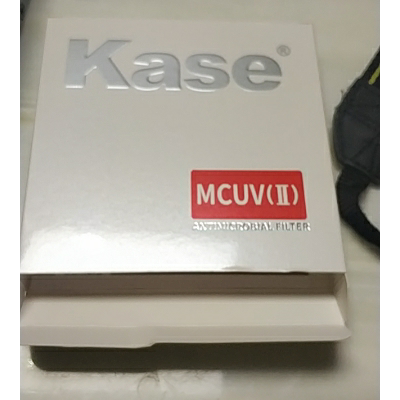 Kase®
MCUV(Ⅱ)
ANTIMICROBIAL FILTER